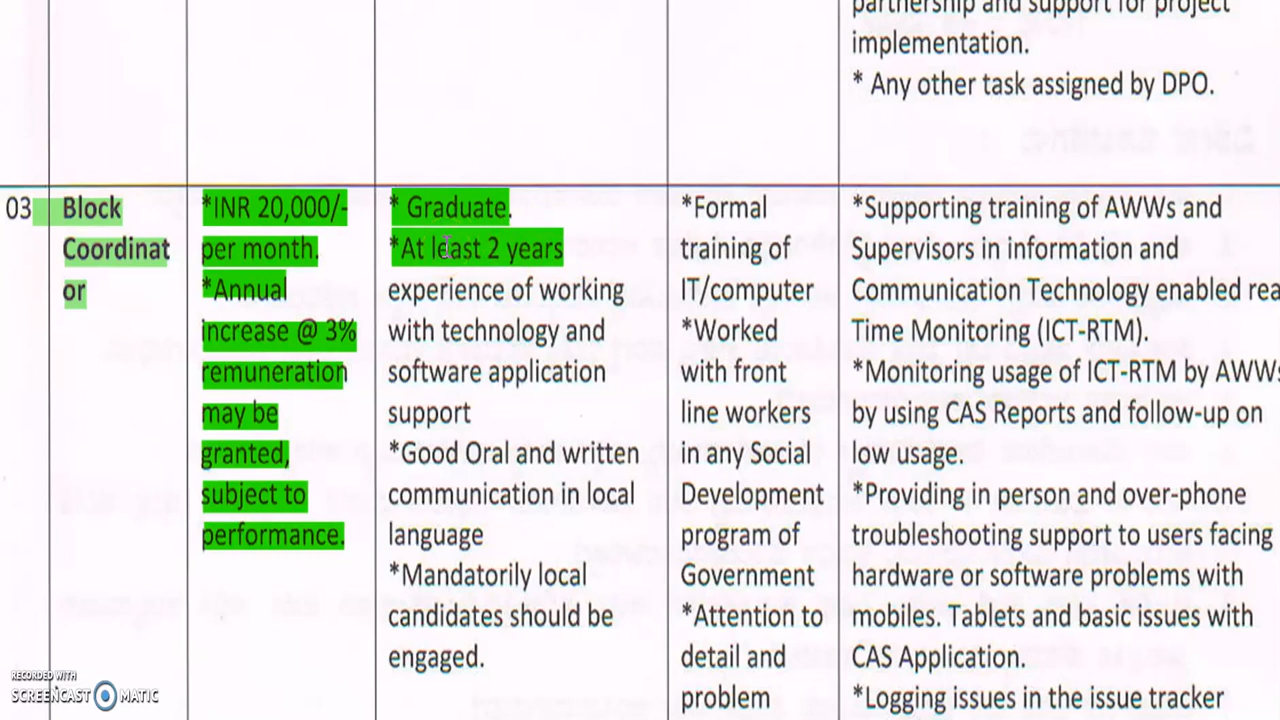 partnership and support for project
implementation.
* Any other task assigned by DPO.
03
Block
Coordinat
or
*INR 20,000/-
per month.
*Annual
increase @ 3%
remuneration
may be
granted,
subject to
performance.
* Graduate.
*At least 2 years
experience of working
with technology and
software application
support
*Good Oral and written
communication in local
language
*Mandatorily local
candidates should be
engaged.
*Formal
training of
IT/computer
*Worked
with front
line workers
in any Social
Development
program of
Government
*Attention to
detail and
problem
*Supporting training of AWWs and
Supervisors in Information and
Communication Technology enabled rea
Time Monitoring (ICT-RTM).
*Monitoring usage of ICT-RTM by AWWs
by using CAS Reports and follow-up on
low usage.
*Providing in person and over-phone
troubleshooting support to users facing
hardware or software problems with
mobiles. Tablets and basic issues with
CAS Application.
*Logging issues in the issue tracker
RECORDED WITH
SCREENCAST MATIC